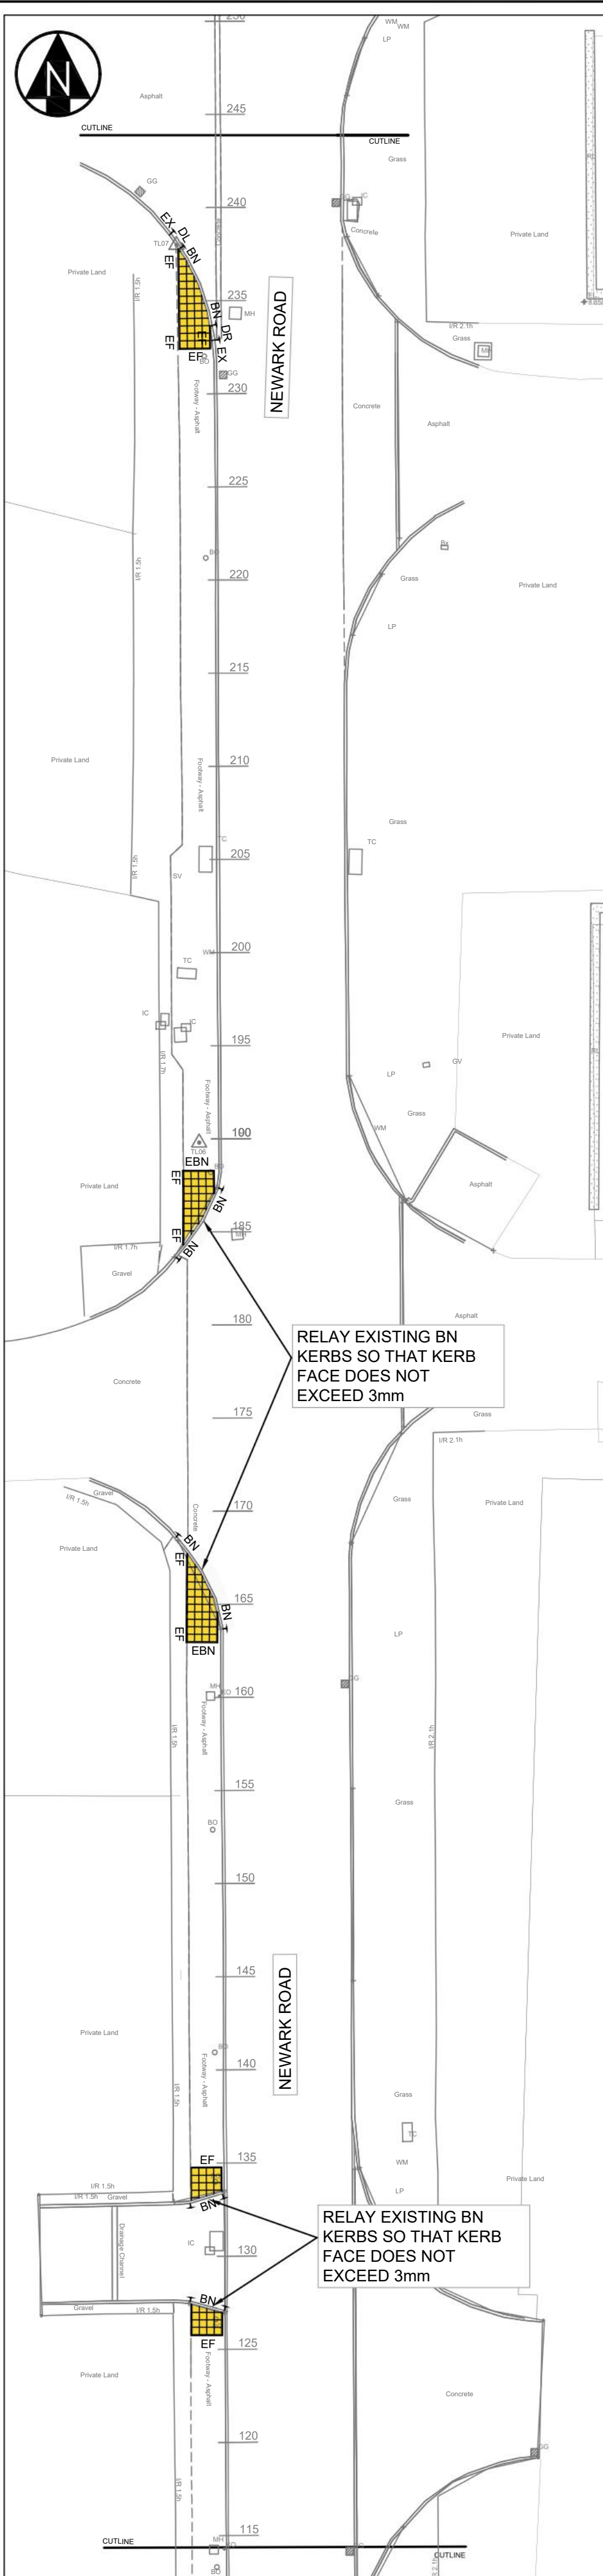 N
WM
WM
LP
Asphalt
245
CUTLINE
CUTLINE
Grass
GG
IC
240
Concrete
EX
DL
BN
TL07
EF
Private Land
Private Land
I/R 1.5h
235
BN
DR
MH
EF
EF
EX
EF
BO
NEWARK ROAD
I/R 2.1h
Grass
MH
GG
230
Footway - Asphalt
Concrete
Asphalt
225
BO
I/R 1.5h
220
Bx
Grass
Private Land
LP
215
Private Land
210
Footway - Asphalt
Grass
TC
TC
205
I/R 1.5h
SV
WM
200
TC
IC
IC
195
Private Land
I/R 1.7h
GV
LP
Footway - Asphalt
Grass
WM
190
TL06
EBN
BO
EF
Private Land
BN
Asphalt
EF
185
MH
BN
I/R 1.7h
Gravel
180
Asphalt
RELAY EXISTING BN
KERBS SO THAT KERB
FACE DOES NOT
EXCEED 3mm
Concrete
175
Grass
I/R 2.1h
Gravel
I/R 1.5h
170
Concrete
Grass
Private Land
BN
Private Land
EF
165
BN
EF
LP
EBN
GG
MH
160
Footway - Asphalt
I/R 1.5h
I/R 2.1h
155
Grass
BO
150
145
NEWARK ROAD
Private Land
BO
140
Footway - Asphalt
I/R 1.5h
Grass
TC
135
EF
WM
Private Land
I/R 1.5h
LP
I/R 1.5h
Gravel
BN
RELAY EXISTING BN
KERBS SO THAT KERB
FACE DOES NOT
EXCEED 3mm
Drainage Channel
IC
130
BN
Gravel
I/R 1.5h
EF
125
Footway - Asphalt
Private Land
Concrete
120
GG
I/R 1.5h
115
CUTLINE
MH
CUTLINE
BO